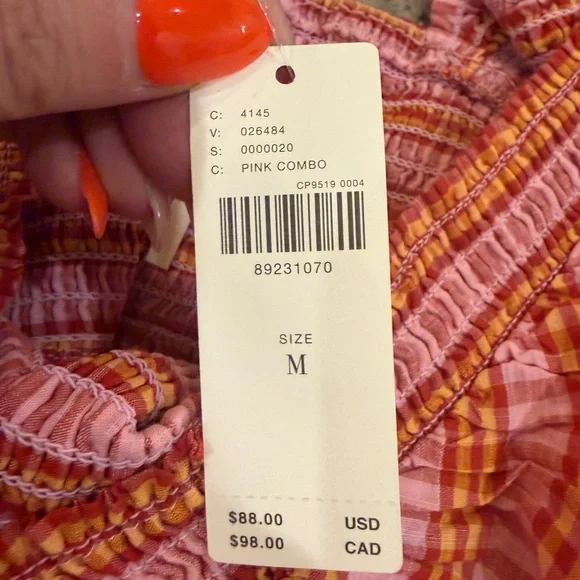 C: 4145
V: 026484
S: 0000020
C: PINK COMBO
CP9519 0004
89231070
SIZE
M
$88.00 USD
$98.00 CAD